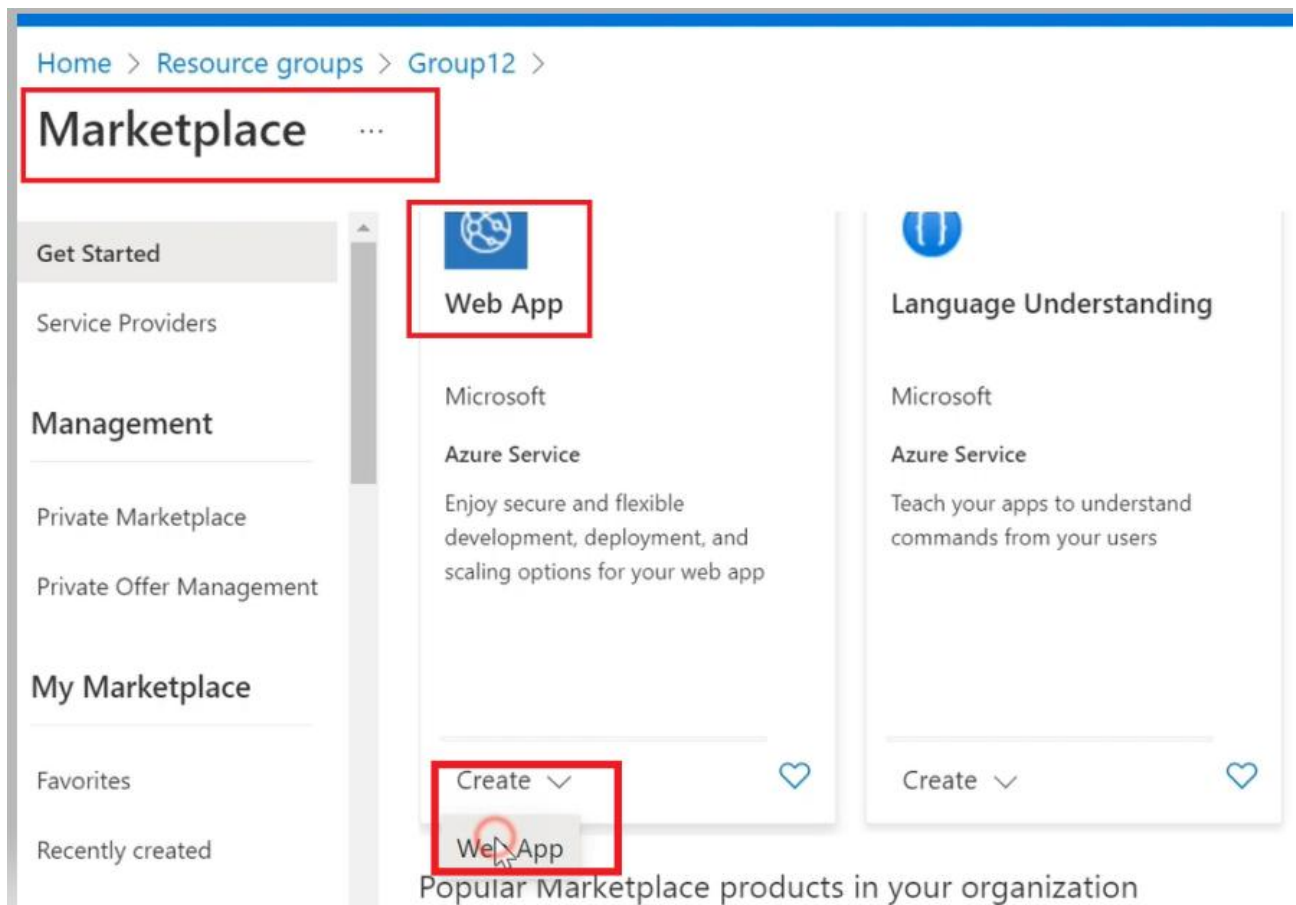 Home > Resource groups > Group12 >
Marketplace ...
Get Started
Service Providers
Management
Private Marketplace
Private Offer Management
My Marketplace
Favorites
Recently created
Web App
Microsoft
Azure Service
Enjoy secure and flexible
development, deployment, and
scaling options for your web app
Create
Web App
Language Understanding
Microsoft
Azure Service
Teach your apps to understand
commands from your users
Create
Popular Marketplace products in your organization